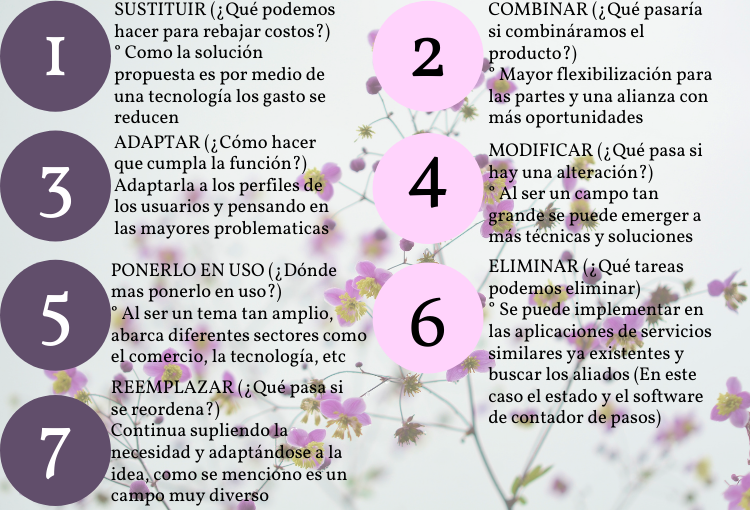 1
SUSTITUIR (¿Qué podemos
hacer para rebajar costos?)
° Como la solución
propuesta es por medio de
una tecnología los gasto se
reducen
2
COMBINAR (¿Qué pasaría
si combináramos el
producto?)
° Mayor flexibilización para
las partes y una alianza con
más oportunidades
3
ADAPTAR (¿Cómo hacer
que cumpla la función?)
Adaptarla a los perfiles de
los usuarios y pensando en
las mayores problematicas
4
MODIFICAR (¿Qué pasa si
hay una alteración?)
° Al ser un campo tan
grande se puede emerger a
más técnicas y soluciones
5
PONERLO EN USO (¿Dónde
mas ponerlo en uso?)
° Al ser un tema tan amplio,
abarca diferentes sectores como
el comercio, la tecnología, etc
6
ELIMINAR (¿Qué tareas
podemos eliminar)
° Se puede implementar en
las aplicaciones de servicios
similares ya existentes y
buscar los aliados (En este
caso el estado y el software
de contador de pasos)
7
REEMPLAZAR (¿Qué pasa si
se reordena?)
Continua supliendo la
necesidad y adaptándose a la
idea, como se menciono es un
campo muy diverso